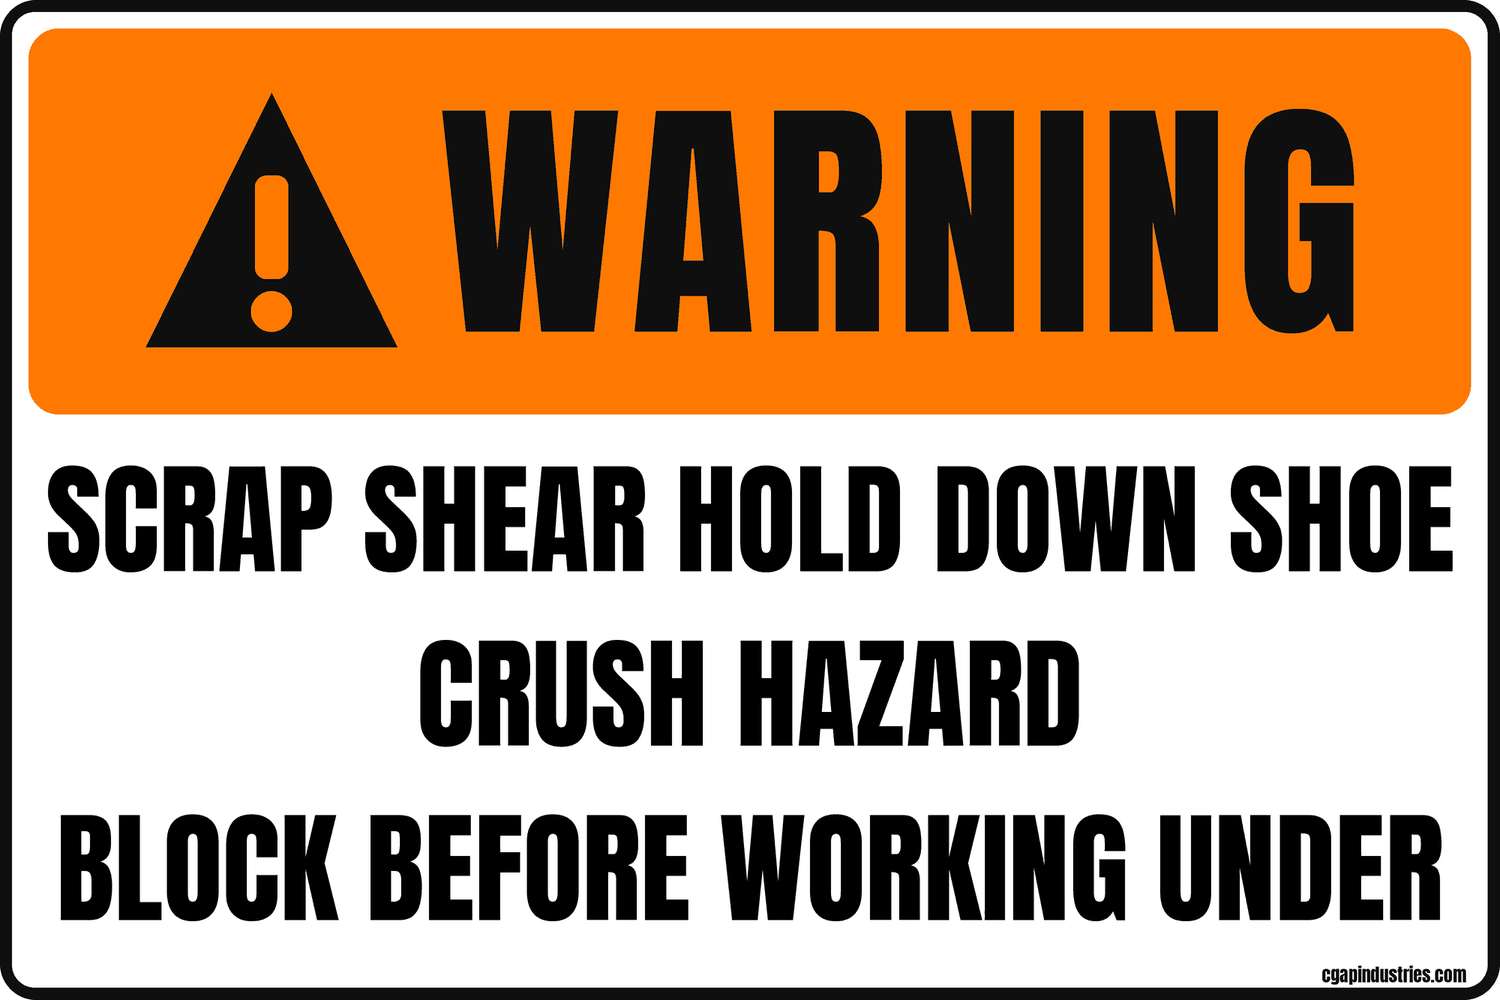 WARNING
SCRAP SHEAR HOLD DOWN SHOE
CRUSH HAZARD
BLOCK BEFORE WORKING UNDER
cgapindustries.com